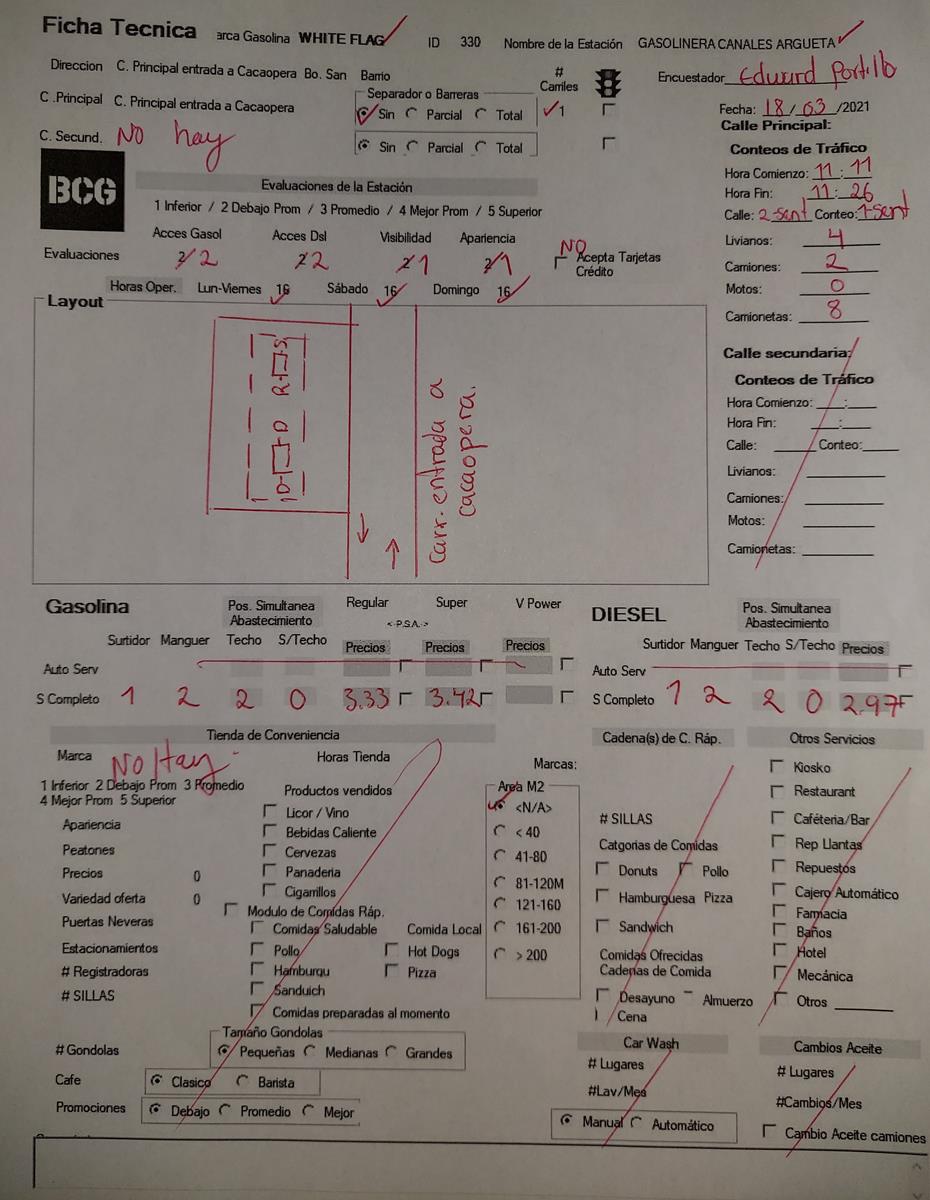 Ficha Tecnica arca Gasolina WHITE FLAG ID 330 Nombre de la Estación GASOLINERA CANALES ARGUETA
Direccion C. Principal entrada a Cacaopera Bo. San Barrio # Carriles Encuestador Eduard Portillo
C .Principal C. Principal entrada a Cacaopera Separador o Barreras Sin Parcial Total 1 Fecha: 18/03/2021
C. Secund. No hay Sin Parcial Total
Calle Principal:
Conteos de Tráfico
Hora Comienzo: 11:11
Hora Fin: 11:26
Calle: 2-sent Conteo: 1-sent
Livianos: 4
Camiones: 2
Motos: 0
Camionetas: 8
BCG
Evaluaciones de la Estación
1 Inferior / 2 Debajo Prom / 3 Promedio / 4 Mejor Prom / 5 Superior
Acces Gasol Acces Dsl Visibilidad Apariencia
Evaluaciones 2/2 2/2 2/1 2/1 NO Acepta Tarjetas Crédito
Horas Oper. Lun-Viernes 16 Sábado 16 Domingo 16
Layout
D D R S
Carr. entrada a
cacaopera.
Calle secundaria:
Conteos de Tráfico
Hora Comienzo: ___:___
Hora Fin: ___:___
Calle: ____ Conteo:____
Livianos:
Camiones:
Motos:
Camionetas:
Gasolina Pos. Simultanea Abastecimiento Regular Super V Power
<-P.S.A.->
Surtidor Manguer Techo S/Techo Precios Precios Precios
Auto Serv
S Completo 1 2 2 0 3.33 3.42
DIESEL Pos. Simultanea Abastecimiento
Surtidor Manguer Techo S/Techo Precios
Auto Serv
S Completo 1 2 2 0 2.97
Tienda de Conveniencia
Marca No Hay Horas Tienda
1 Inferior 2 Debajo Prom 3 Promedio
4 Mejor Prom 5 Superior
Apariencia
Peatones
Precios 0
Variedad oferta 0
Puertas Neveras
Estacionamientos
# Registradoras
# SILLAS
Productos vendidos
Licor / Vino
Bebidas Caliente
Cervezas
Panaderia
Cigarrillos
Modulo de Comidas Ráp.
Comidas Saludable Comida Local
Pollo Hot Dogs
Hamburgu Pizza
Sanduich
Comidas preparadas al momento
Marcas:
Area M2
<N/A>
< 40
41-80
81-120M
121-160
161-200
> 200
Tamaño Gondolas
# Gondolas Pequeñas Medianas Grandes
Cafe Clasico Barista
Promociones Debajo Promedio Mejor
Cadena(s) de C. Ráp.
# SILLAS
Catgorias de Comidas
Donuts Pollo
Hamburguesa Pizza
Sandwich
Comidas Ofrecidas
Cadenas de Comida
Desayuno Almuerzo
Cena
Car Wash
# Lugares
#Lav/Mes
Manual Automático
Otros Servicios
Kiosko
Restaurant
Caféteria/Bar
Rep Llantas
Repuestos
Cajero Automático
Farmacia
Baños
Hotel
Mecánica
Otros
Cambios Aceite
# Lugares
#Cambios/Mes
Cambio Aceite camiones